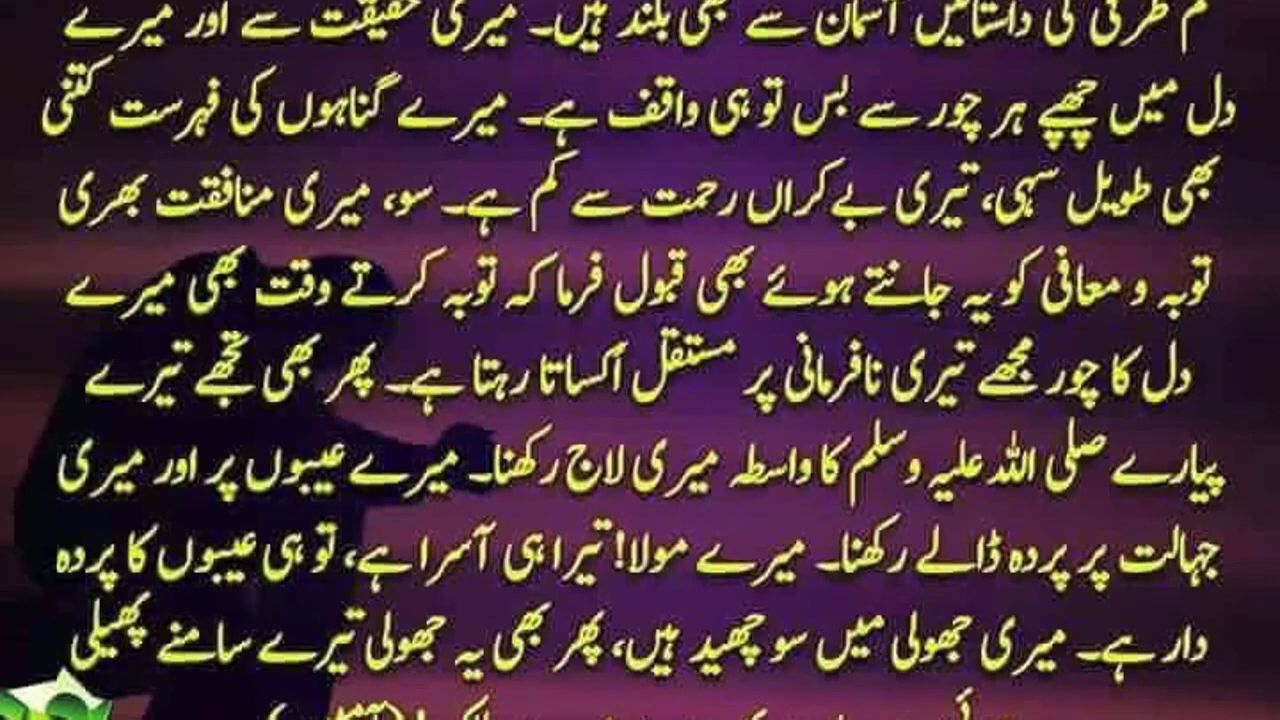 کم ظرفی کی داستانیں آسمان سے بھی بلند ہیں۔ میری حقیقت سے اور میرے
دل میں چھپے ہر چور سے بس تو ہی واقف ہے۔ میرے گناہوں کی فہرست کتنی
بھی طویل سہی، تیری بے کراں رحمت سے کم ہے۔ سو، میری منافقت بھری
توبہ و معافی کو یہ جانتے ہوئے بھی قبول فرما کہ توبہ کرتے وقت بھی میرے
دل کا چور مجھے تیری نافرمانی پر مستقل اُکساتا رہتا ہے۔ پھر بھی تجھے تیرے
پیارے صلی اللہ علیہ وسلم کا واسطہ میری لاج رکھنا۔ میرے عیبوں پر اور میری
جہالت پر پردہ ڈالے رکھنا۔ میرے مولا! تیرا ہی آسرا ہے، تُو ہی عیبوں کا پردہ
دار ہے۔ میری جھولی میں سو چھید ہیں، پھر بھی یہ جھولی تیرے سامنے پھیلی